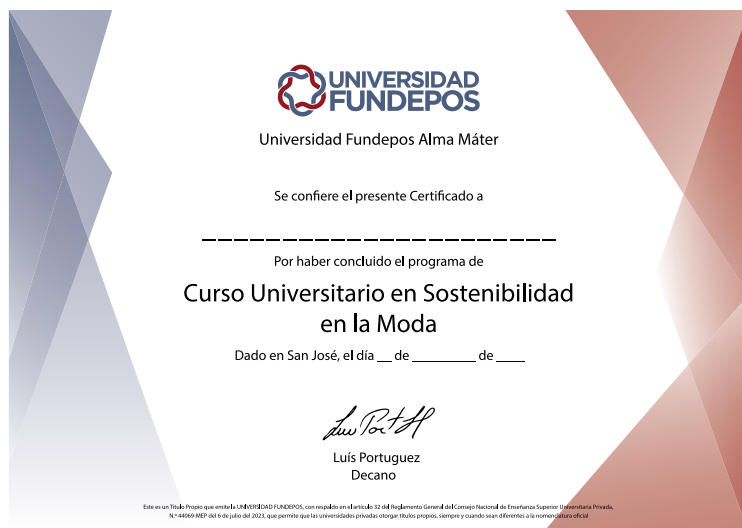 UNIVERSIDAD
FUNDEPOS
Universidad Fundepos Alma Máter
Se confiere el presente Certificado a
Por haber concluido el programa de
Curso Universitario en Sostenibilidad
en la Moda
Dado en San José, el día __ de ________ de ____
Luís Portuguez
Decano
Este es un Título Propio que emite la UNIVERSIDAD FUNDEPOS, con respaldo en el artículo 32 del Reglamento General del Consejo Nacional de Enseñanza Superior Universitaria Privada,
N.º 44069-MEP del 6 de julio del 2023, que permite que las universidades privadas otorgar títulos propios, siempre y cuando sean diferentes a la nomenclatura oficial